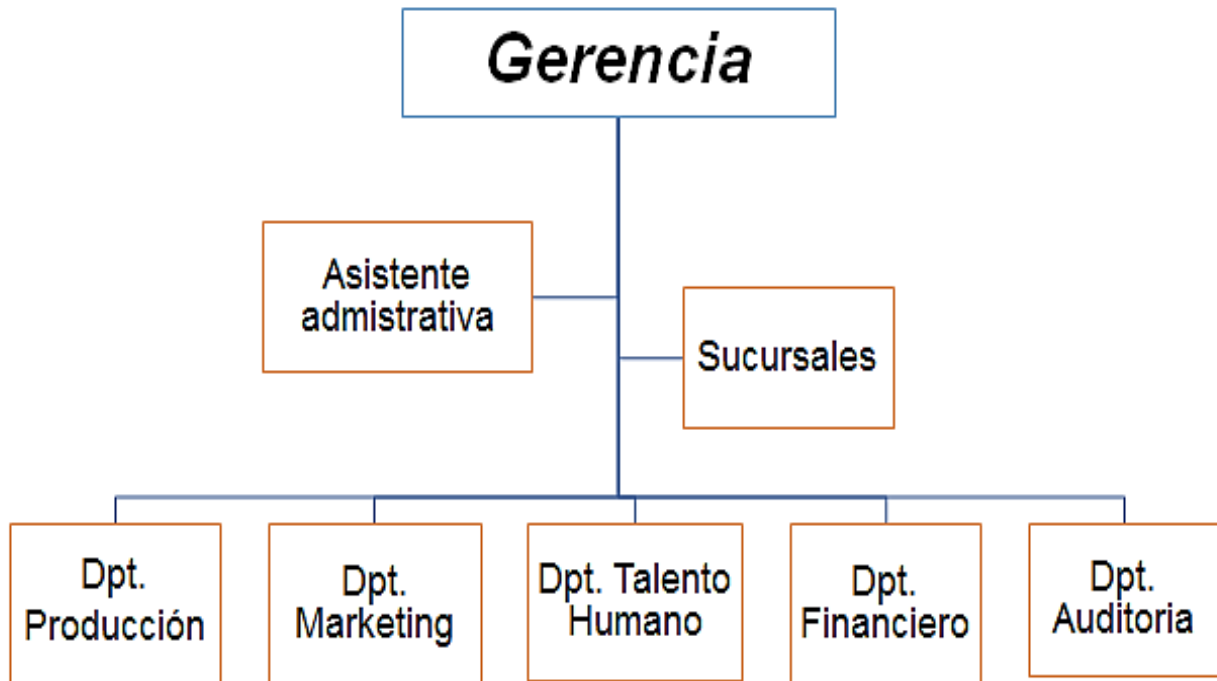 Gerencia
Asistente
admistrativa
Sucursales
Dpt.
Producción
Dpt.
Marketing
Dpt. Talento
Humano
Dpt.
Financiero
Dpt.
Auditoria